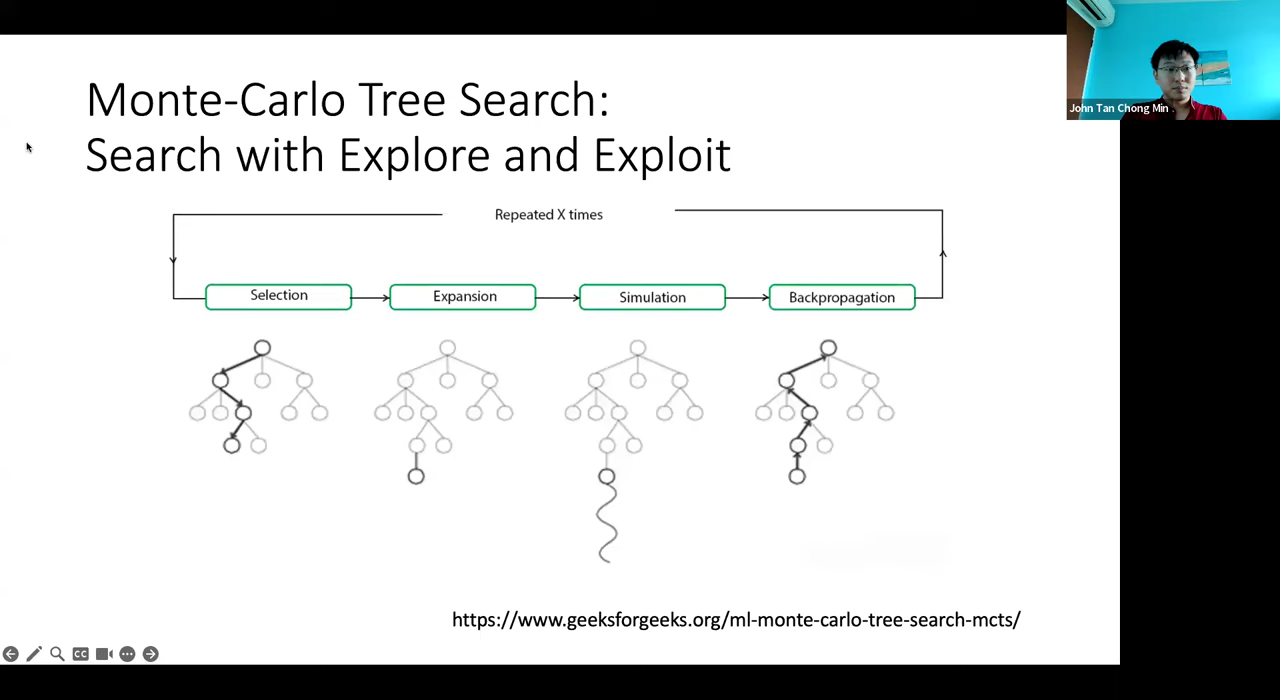 Monte-Carlo Tree Search:
Search with Explore and Exploit
John Tan Chong Min
Repeated X times
Selection
Expansion
Simulation
Backpropagation
https://www.geeksforgeeks.org/ml-monte-carlo-tree-search-mcts/
CC